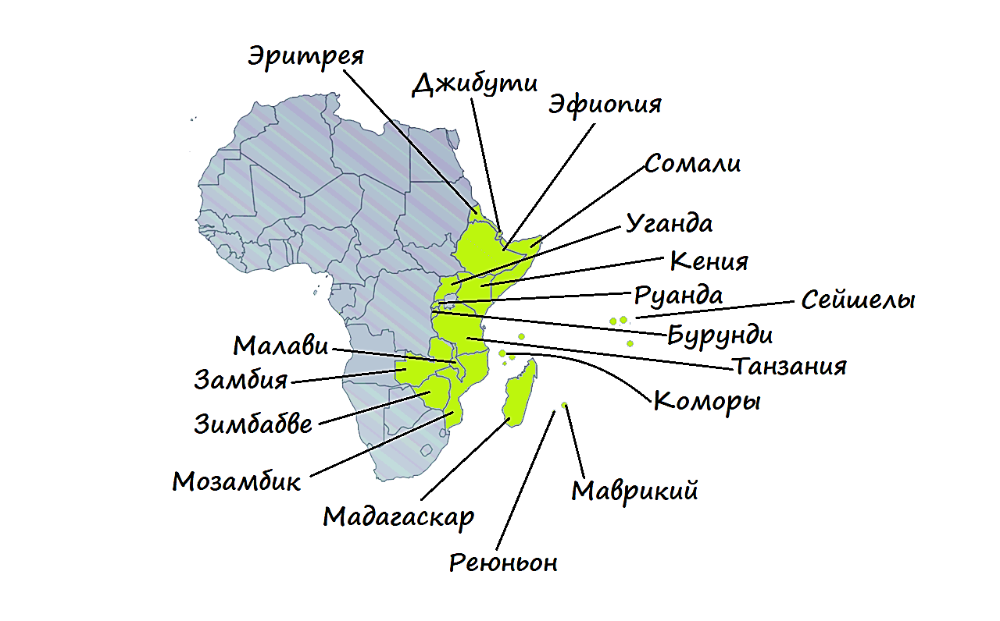 Эритрея
Джибути
Эфиопия
Сомали
Уганда
Кения
Руанда
Сейшелы
Бурунди
Малави
Танзания
Замбия
Коморы
Зимбабве
Мозамбик
Маврикий
Мадагаскар
Реюньон